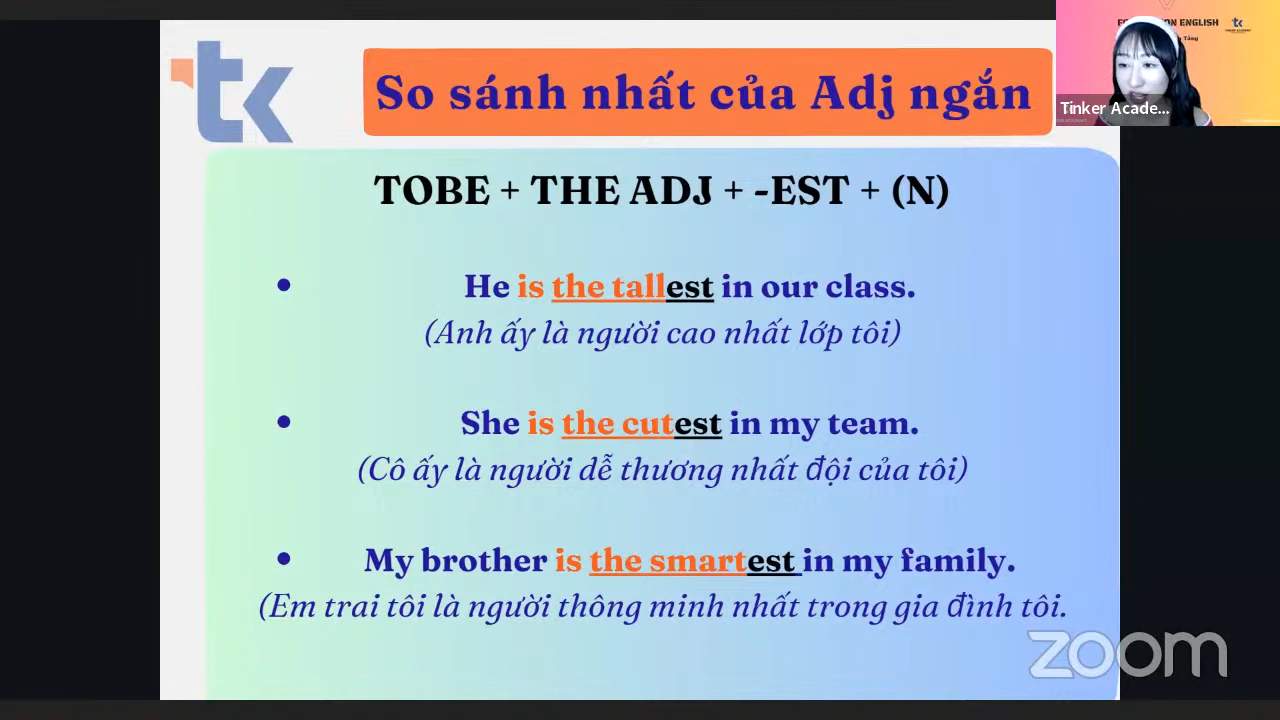 tk
So sánh nhất của Adj ngắn
TOBE + THE ADJ + -EST + (N)
• He is the tallest in our class.
(Anh ấy là người cao nhất lớp tôi)
• She is the cutest in my team.
(Cô ấy là người dễ thương nhất đội của tôi)
• My brother is the smartest in my family.
(Em trai tôi là người thông minh nhất trong gia đình tôi.
ENGLISH
tk
Tinker Acade...
zoom